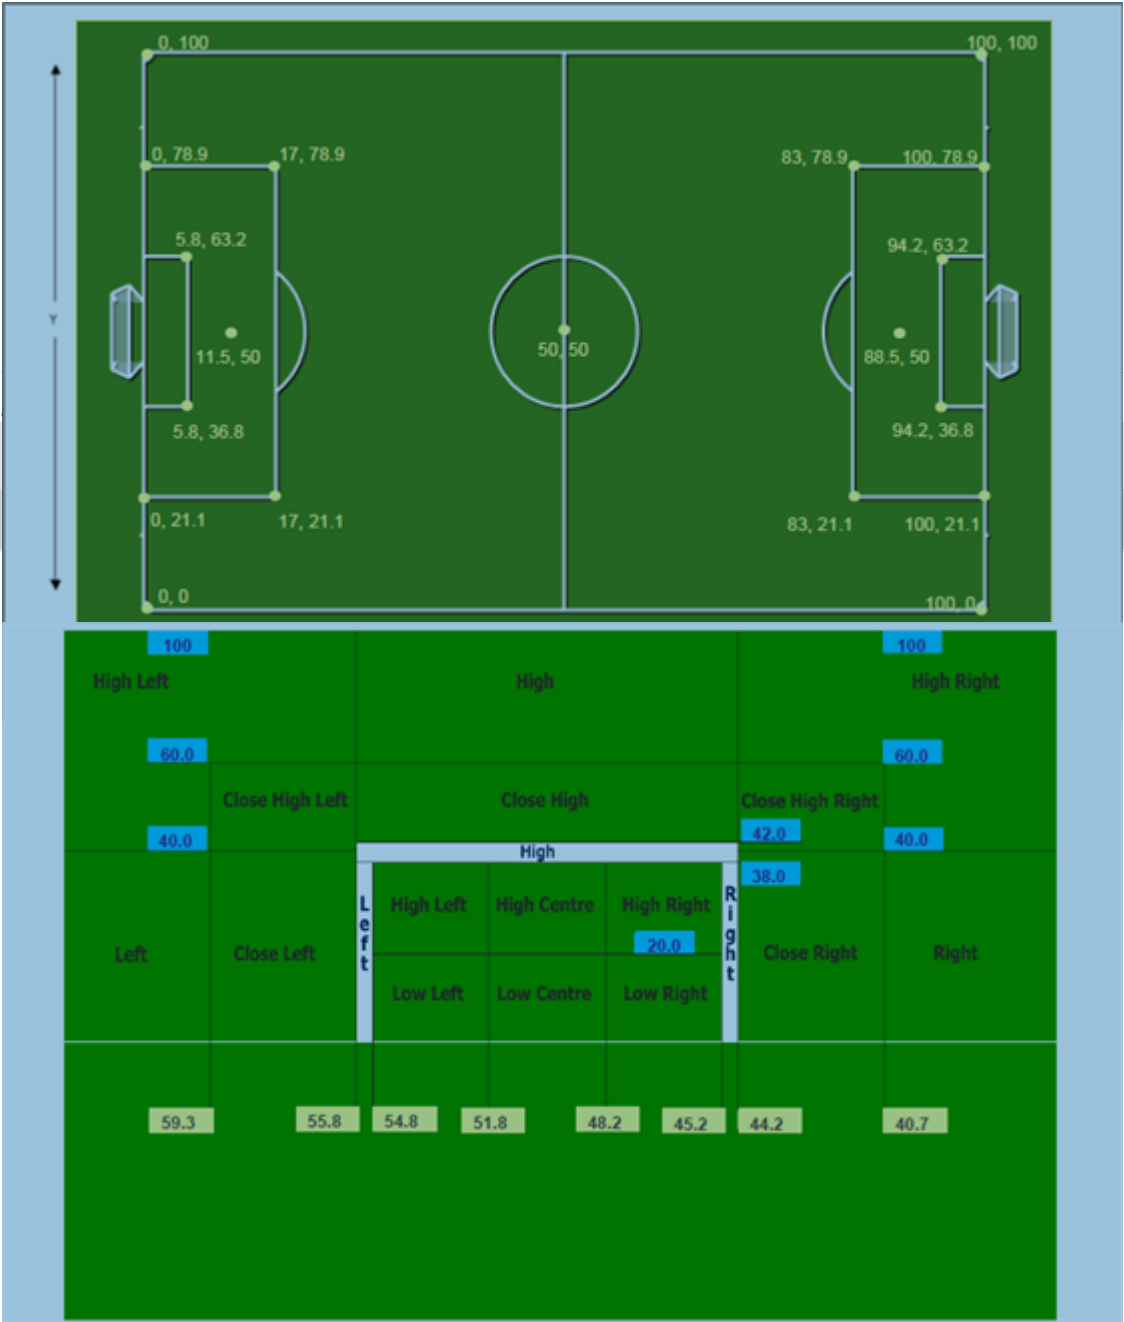 0, 100 100, 100
0, 78.9 17, 78.9 83, 78.9 100, 78.9
5.8, 63.2 94.2, 63.2
Y
11.5, 50 50, 50 88.5, 50
5.8, 36.8 94.2, 36.8
0, 21.1 17, 21.1 83, 21.1 100, 21.1
0, 0 100, 0
100 100
High Left High High Right
60.0 60.0
Close High Left Close High Close High Right
40.0 42.0 40.0
High
38.0
Left High Left High Centre High Right Right
20.0
Left Close Left Close Right Right
Low Left Low Centre Low Right
59.3 55.8 54.8 51.8 48.2 45.2 44.2 40.7